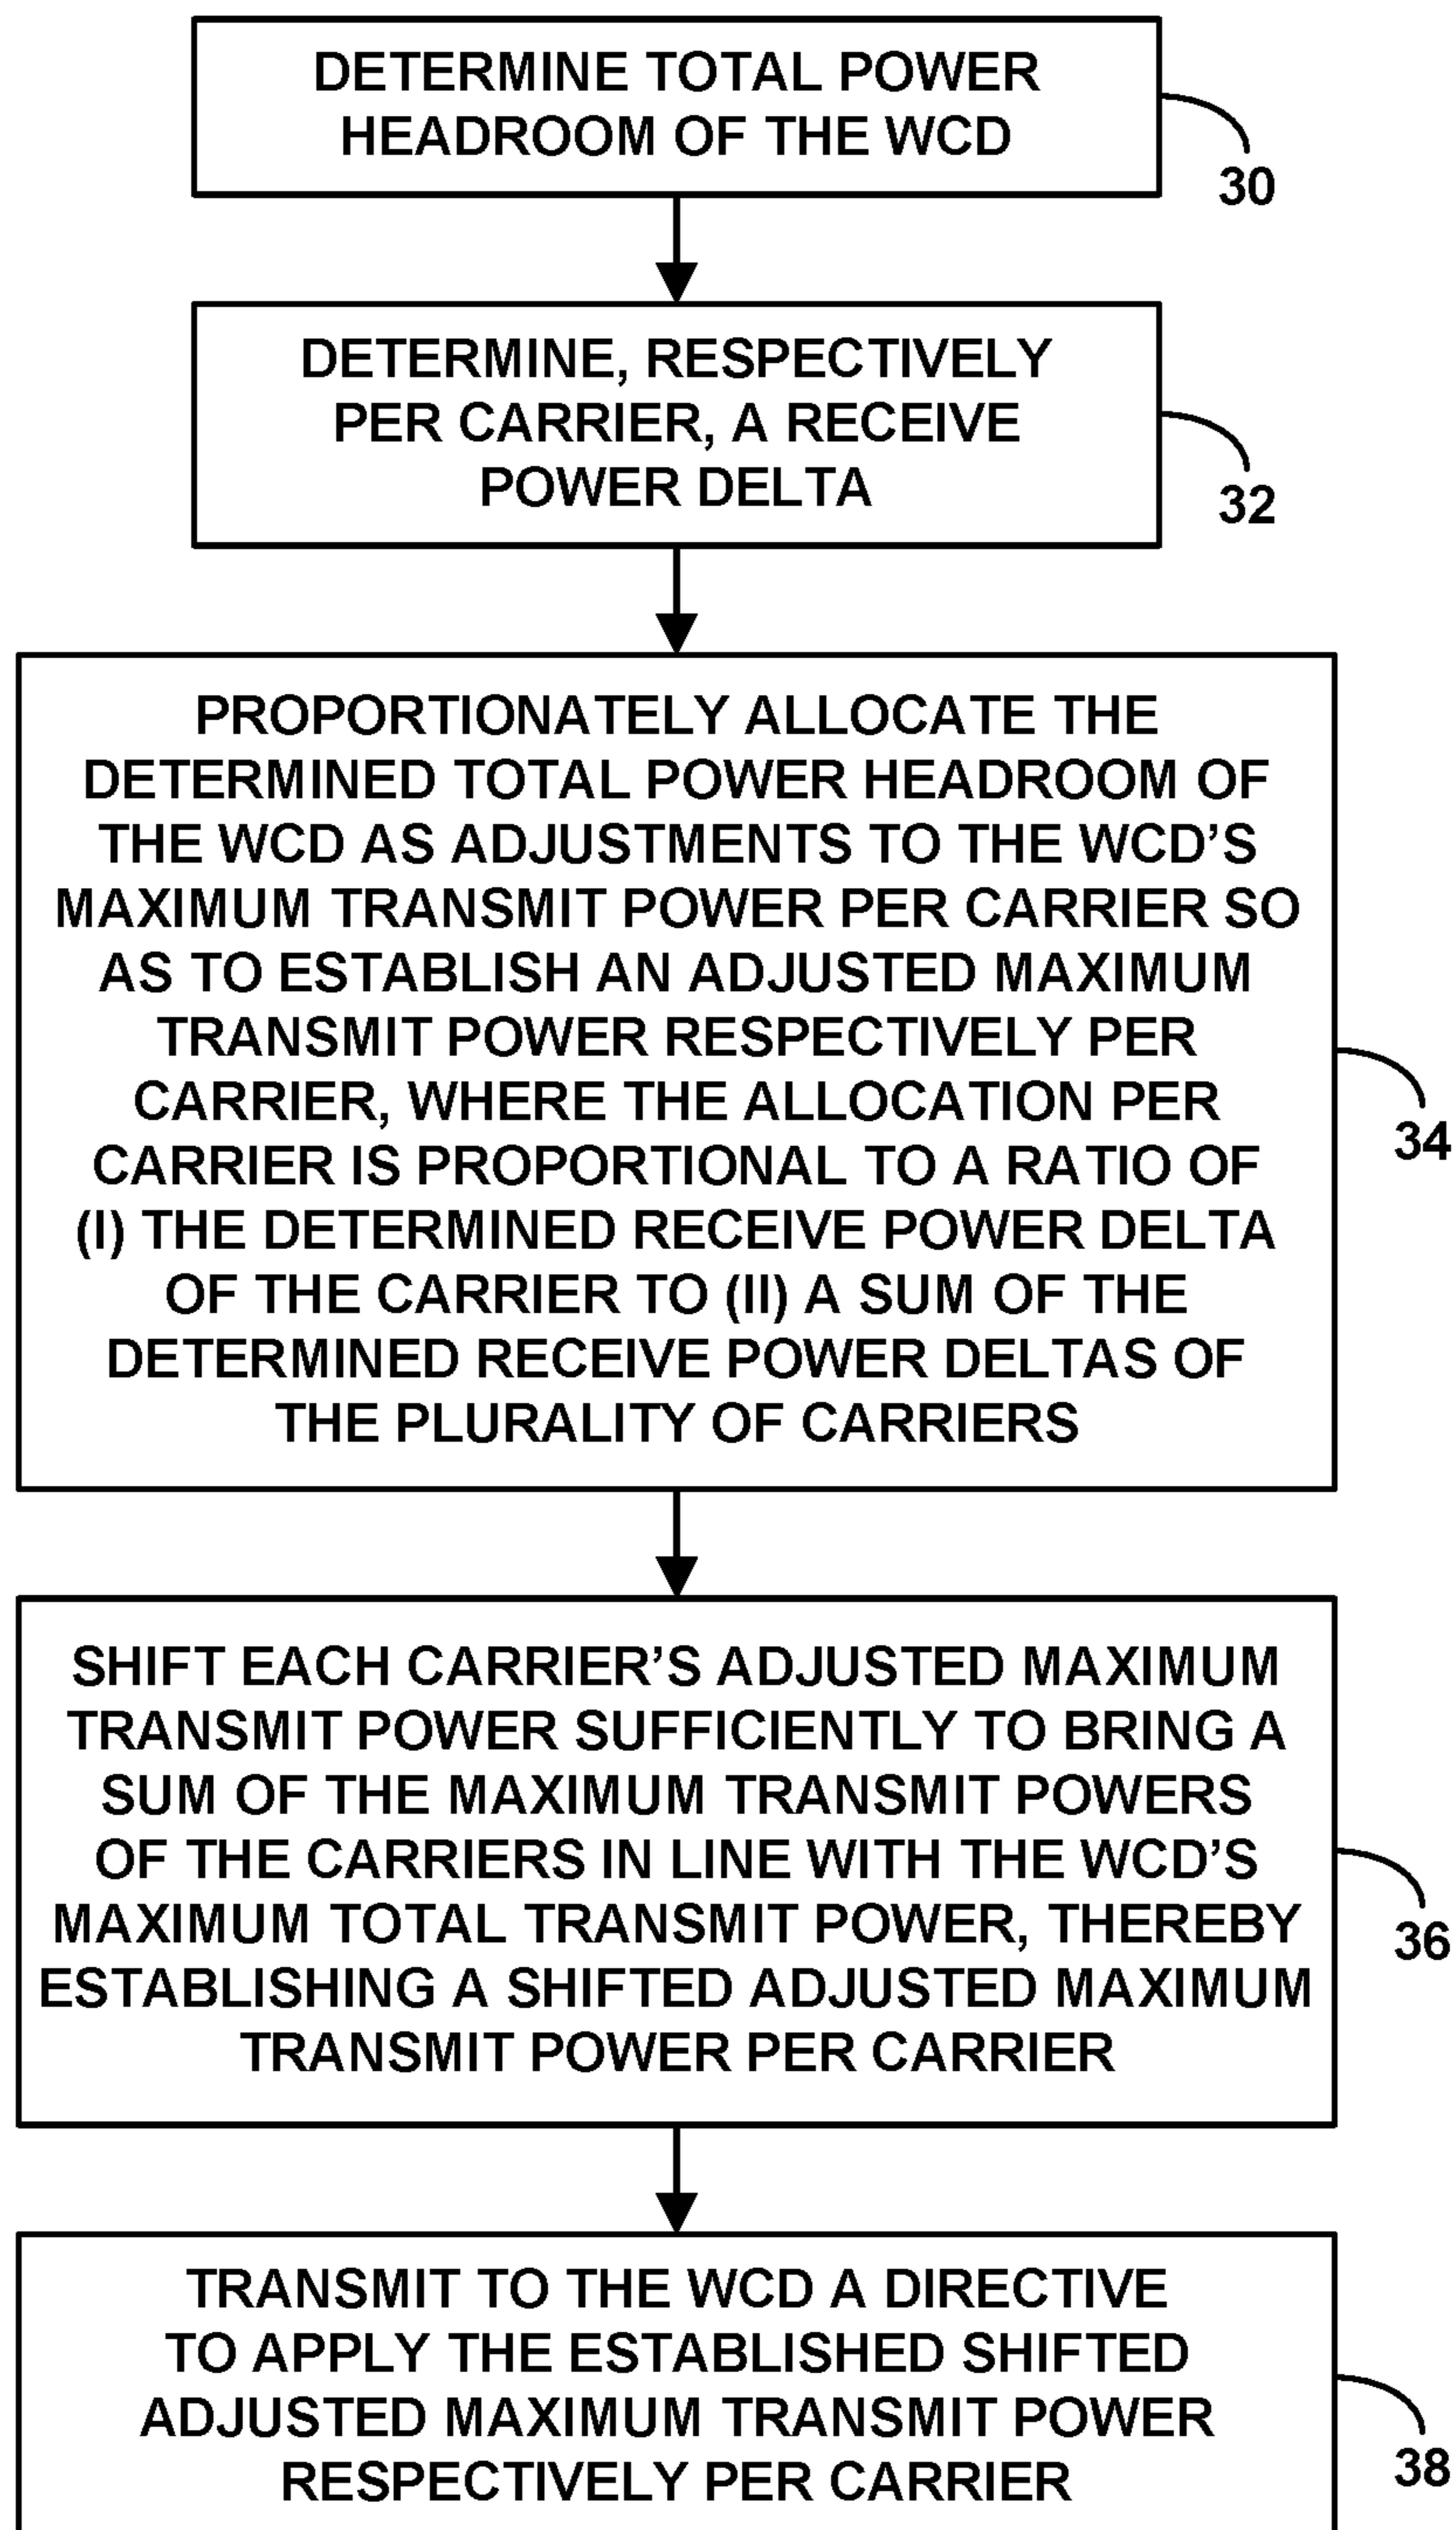 DETERMINE TOTAL POWER
HEADROOM OF THE WCD
30
DETERMINE, RESPECTIVELY
PER CARRIER, A RECEIVE
POWER DELTA
32
PROPORTIONATELY ALLOCATE THE
DETERMINED TOTAL POWER HEADROOM OF
THE WCD AS ADJUSTMENTS TO THE WCD’S
MAXIMUM TRANSMIT POWER PER CARRIER SO
AS TO ESTABLISH AN ADJUSTED MAXIMUM
TRANSMIT POWER RESPECTIVELY PER
CARRIER, WHERE THE ALLOCATION PER
CARRIER IS PROPORTIONAL TO A RATIO OF
(I) THE DETERMINED RECEIVE POWER DELTA
OF THE CARRIER TO (II) A SUM OF THE
DETERMINED RECEIVE POWER DELTAS OF
THE PLURALITY OF CARRIERS
34
SHIFT EACH CARRIER’S ADJUSTED MAXIMUM
TRANSMIT POWER SUFFICIENTLY TO BRING A
SUM OF THE MAXIMUM TRANSMIT POWERS
OF THE CARRIERS IN LINE WITH THE WCD’S
MAXIMUM TOTAL TRANSMIT POWER, THEREBY
ESTABLISHING A SHIFTED ADJUSTED MAXIMUM
TRANSMIT POWER PER CARRIER
36
TRANSMIT TO THE WCD A DIRECTIVE
TO APPLY THE ESTABLISHED SHIFTED
ADJUSTED MAXIMUM TRANSMIT POWER
RESPECTIVELY PER CARRIER
38